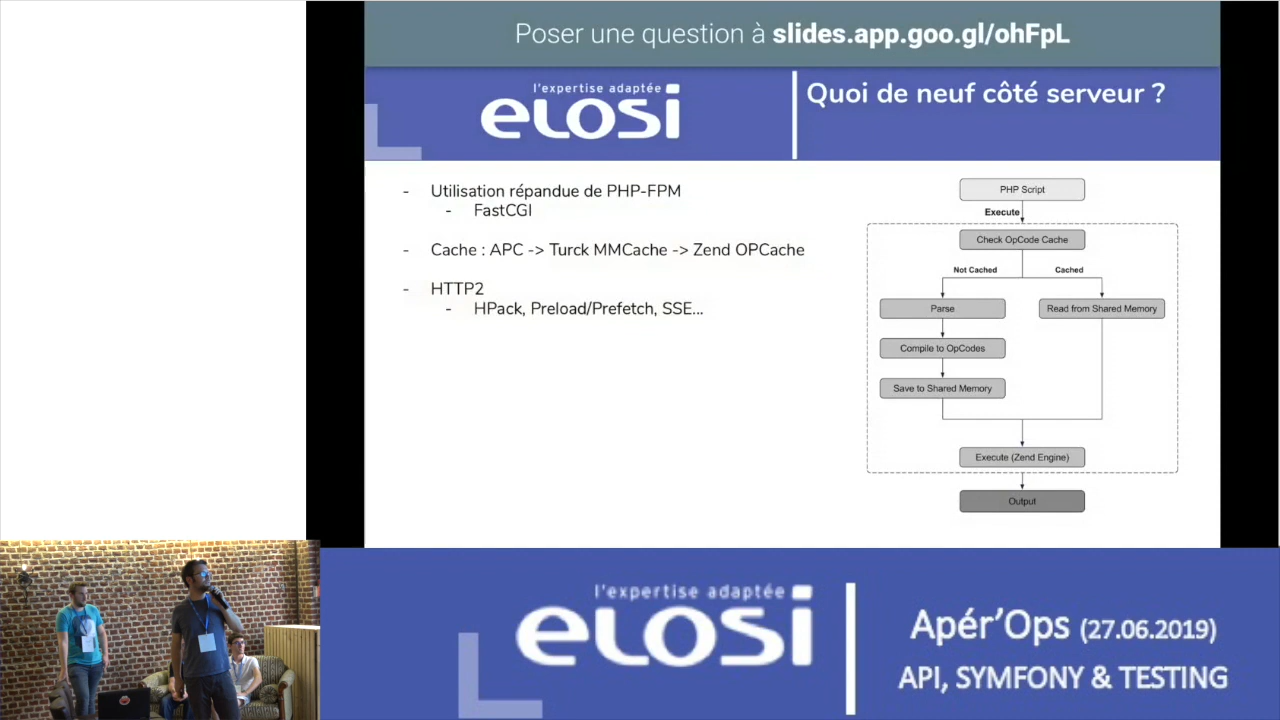 Poser une question à slides.app.goo.gl/ohFpL
l'expertise adaptée
eLOSi
Quoi de neuf côté serveur ?
- Utilisation répandue de PHP-FPM
- FastCGI
- Cache : APC -> Turck MMCache -> Zend OPCache
- HTTP2
- HPack, Preload/Prefetch, SSE...
PHP Script
Execute
Check OpCode Cache
Not Cached
Cached
Parse
Read from Shared Memory
Compile to OpCodes
Save to Shared Memory
Execute (Zend Engine)
Output
l'expertise adaptée
eLOSi
Apér'Ops (27.06.2019)
API, SYMFONY & TESTING